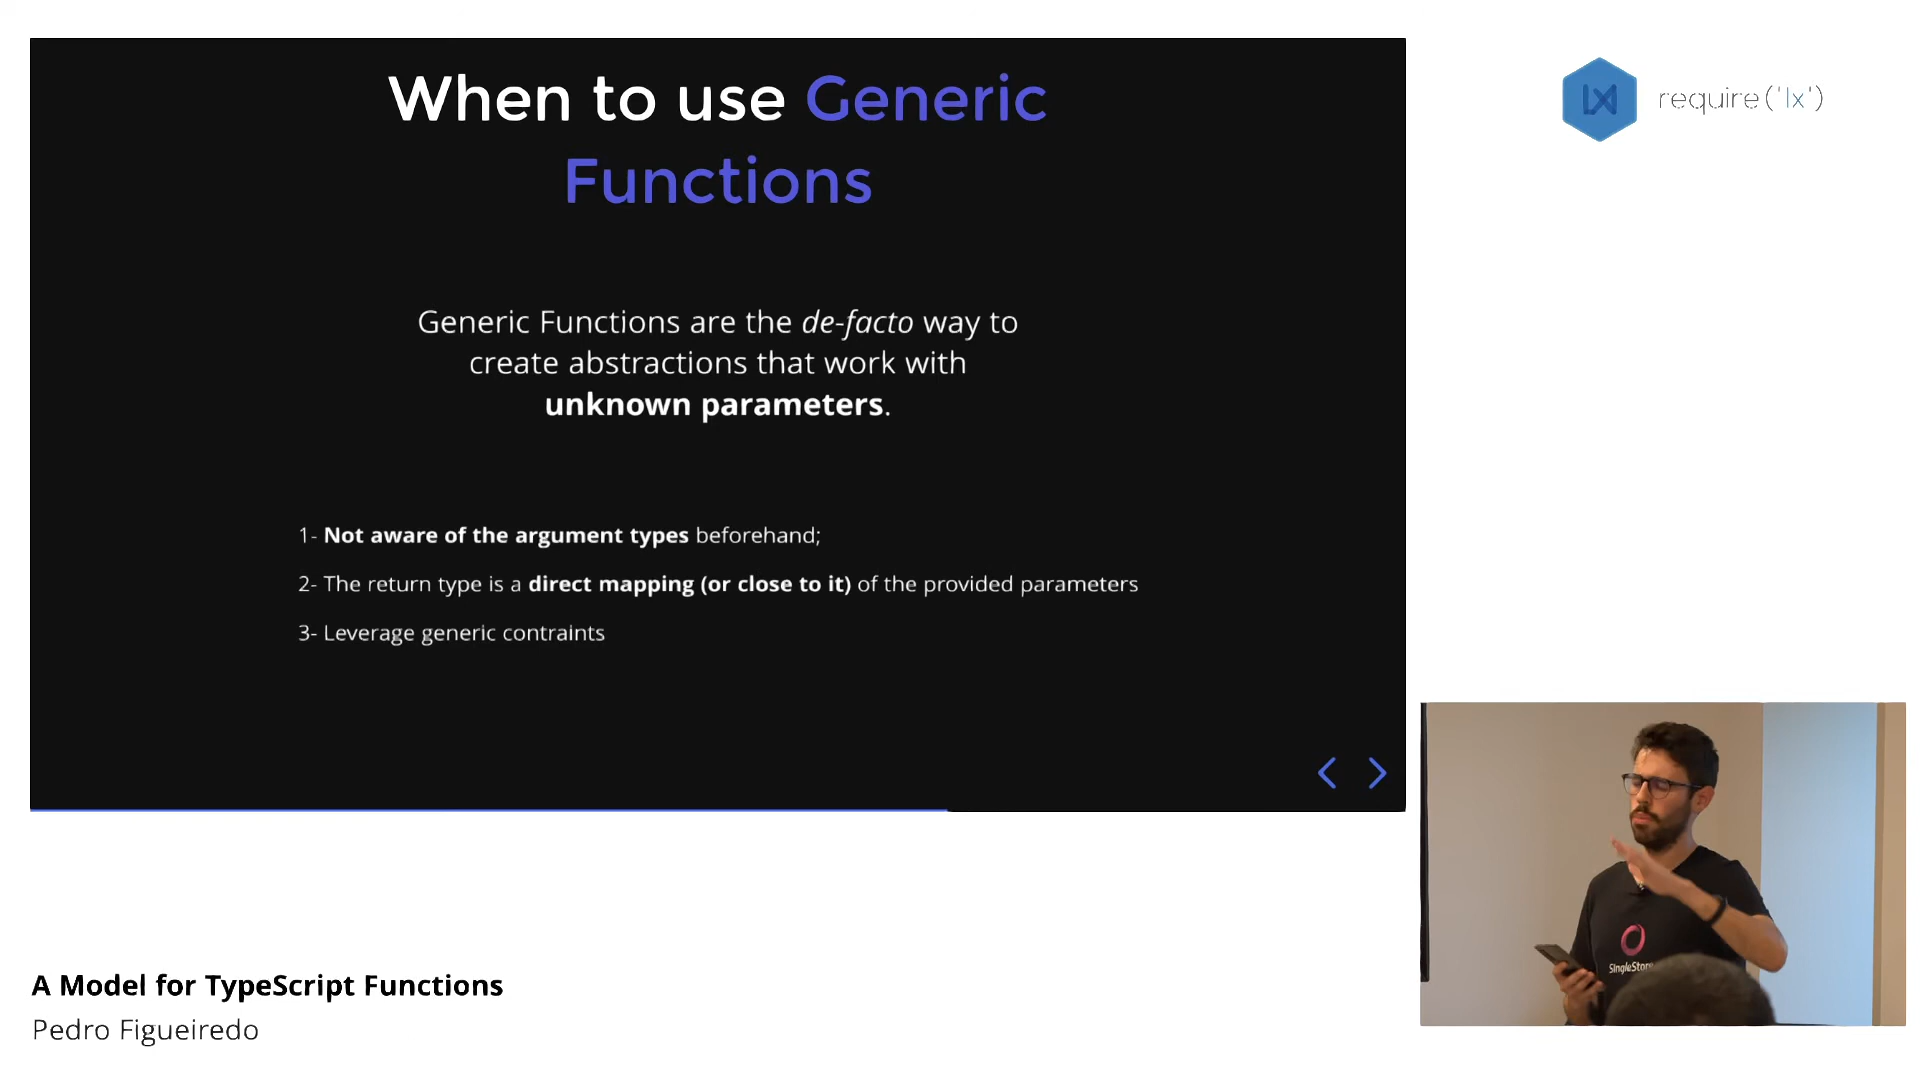 When to use Generic
Functions
Generic Functions are the de-facto way to
create abstractions that work with
unknown parameters.
1- Not aware of the argument types beforehand;
2- The return type is a direct mapping (or close to it) of the provided parameters
3- Leverage generic contraints
require('lx')
SingleStore
A Model for TypeScript Functions
Pedro Figueiredo